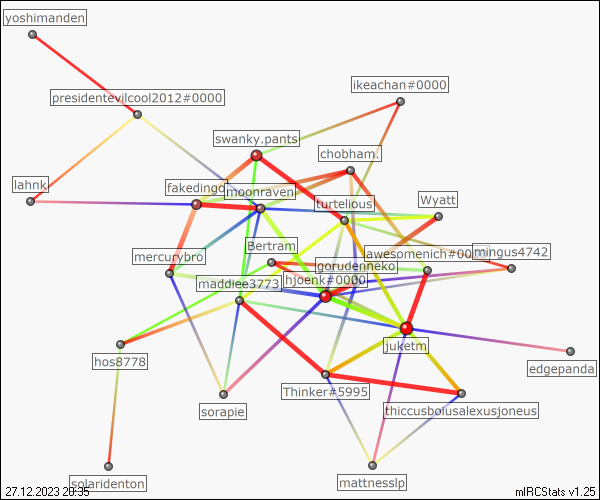 yoshimanden
ikeachan#0000
presidentevilcool2012#0000
swanky.pants
chobham.
lahnk
fakedingo
moonraven
turtelious
Wyatt
Bertram
mercurybro
lawesomenich#00
mingus4742
gorudenneko
maddiee3773
hjoenk#0000
juketm
hos8778
edgepanda
Thinker#5995
sorapie
thiccusboiusalexusjoneus
solaridenton
mattnesslp
27.12.2023 20:35
mIRCStats v1.25